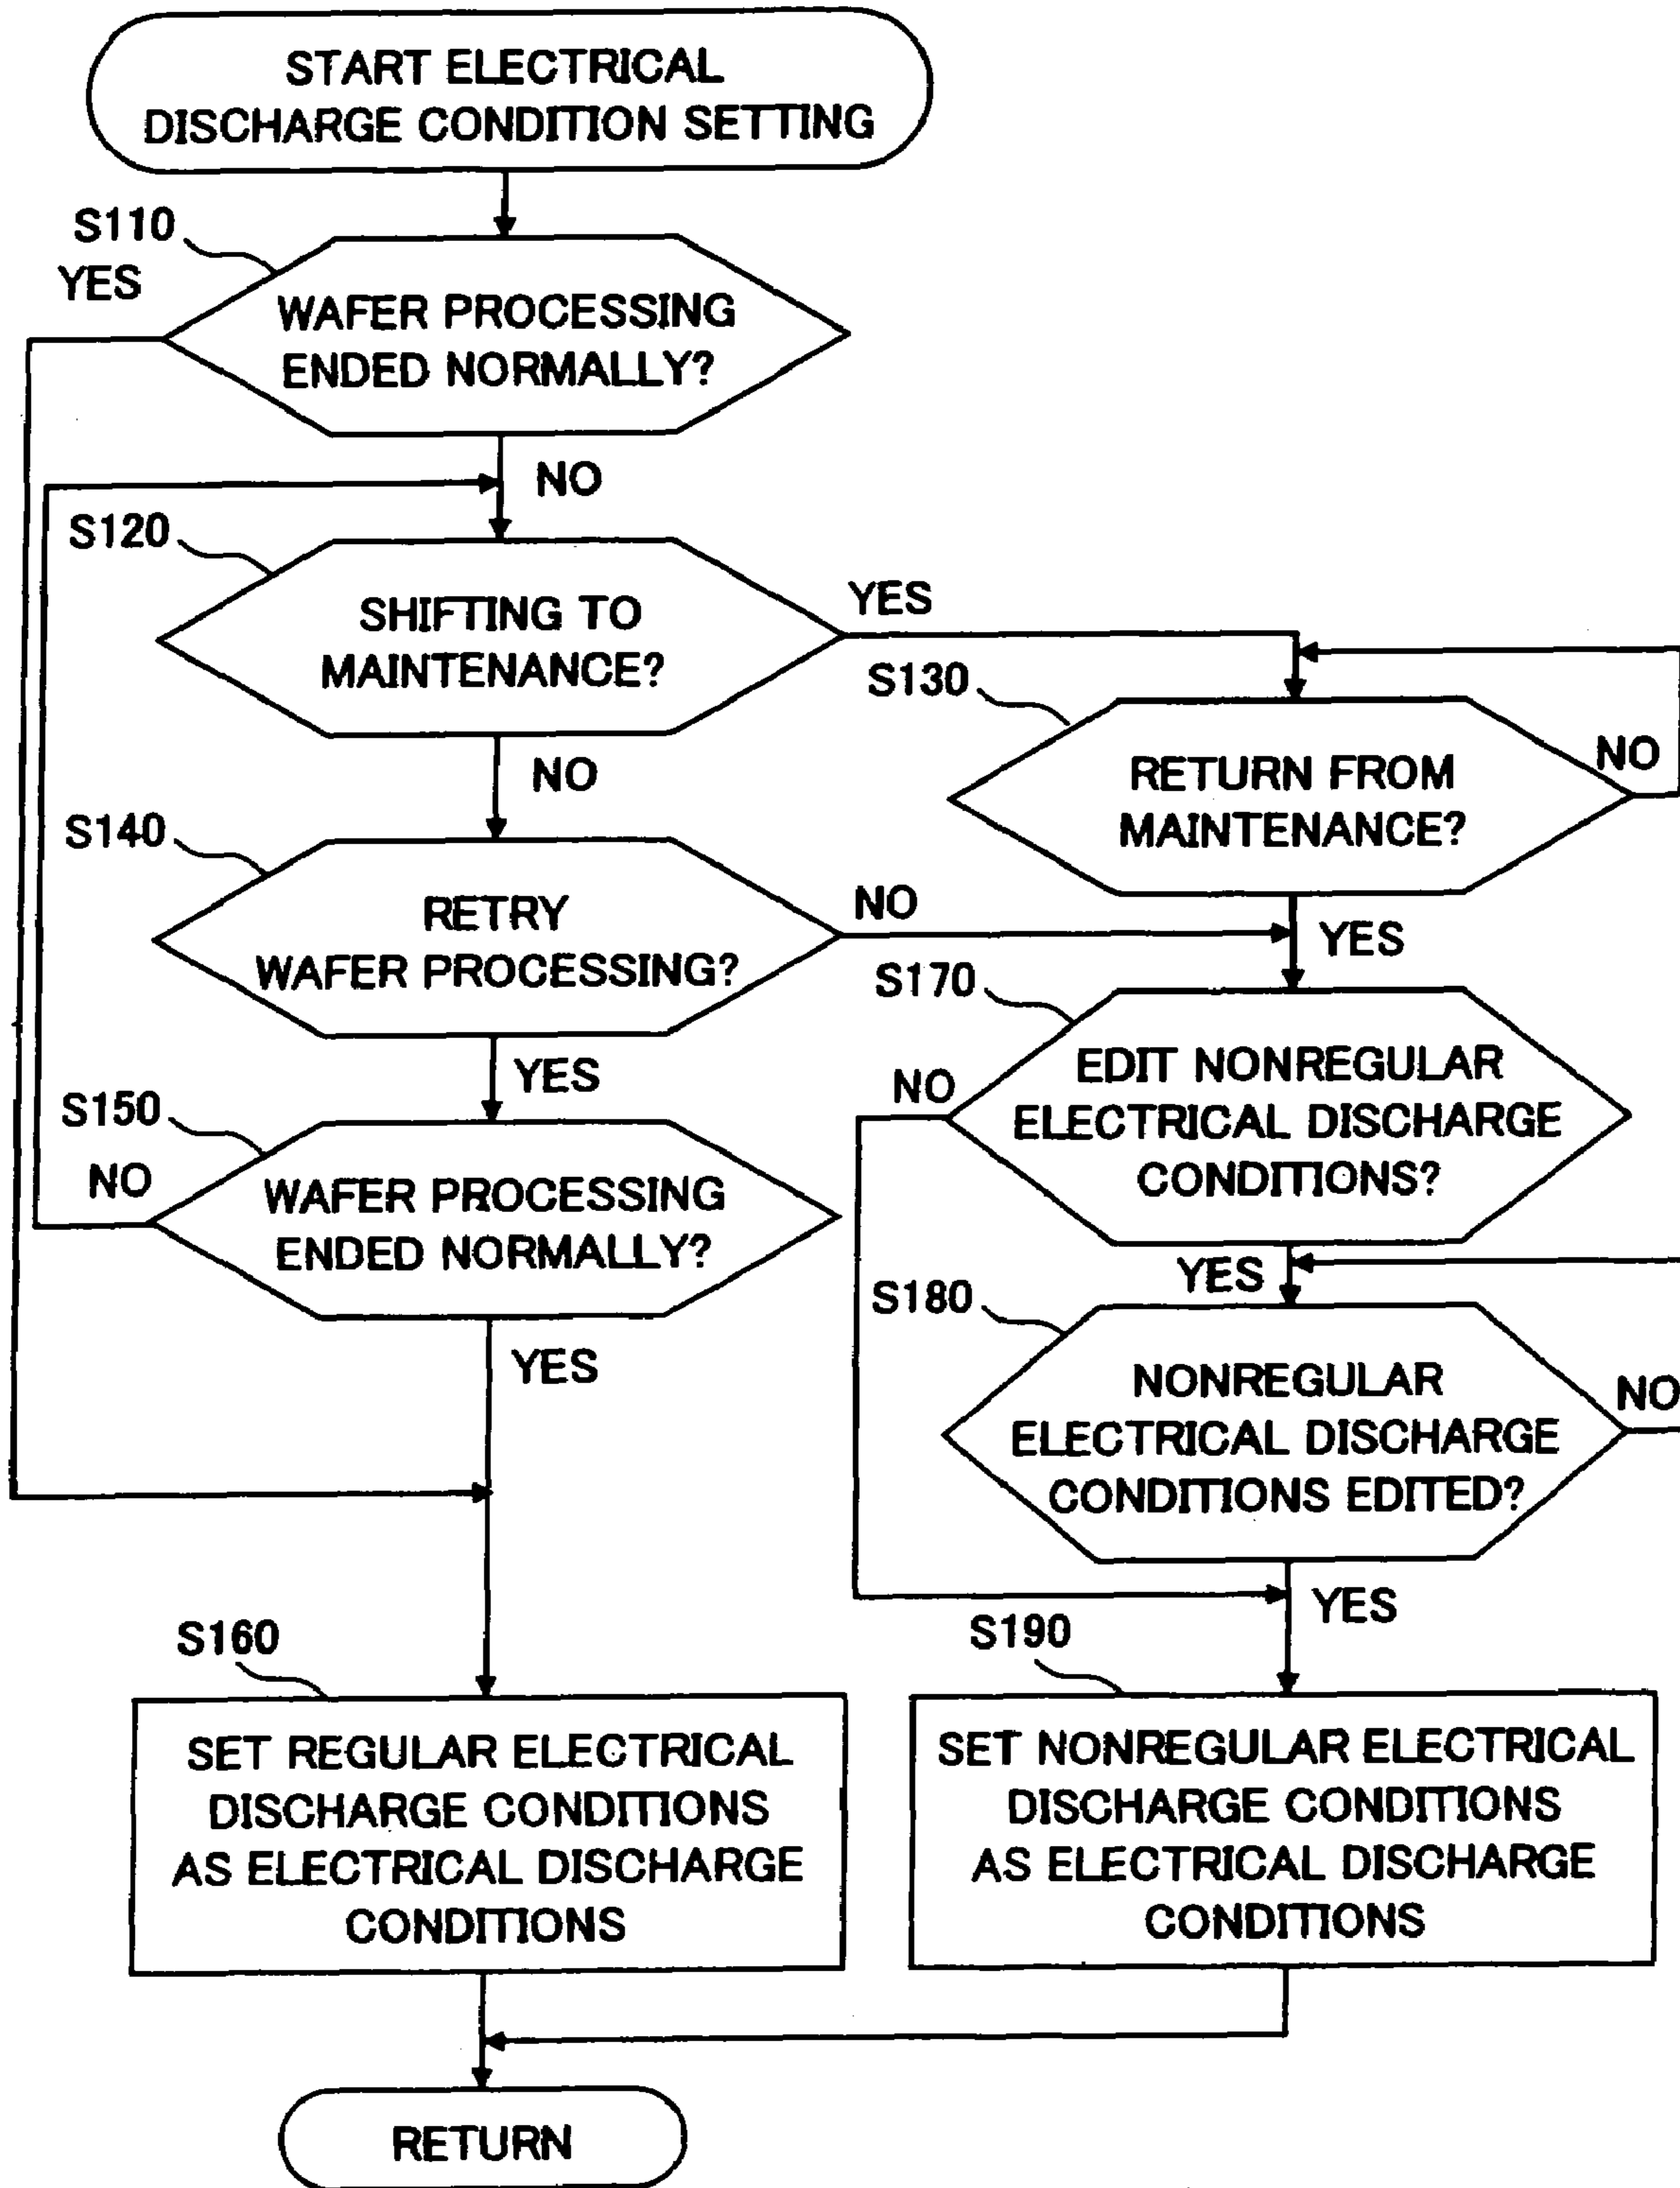 START ELECTRICAL
DISCHARGE CONDITION SETTING
S110
YES
WAFER PROCESSING
ENDED NORMALLY?
NO
S120
SHIFTING TO
MAINTENANCE?
YES
NO
S130
RETURN FROM
MAINTENANCE?
NO
YES
S140
RETRY
WAFER PROCESSING?
NO
YES
S150
NO
WAFER PROCESSING
ENDED NORMALLY?
YES
S170
NO
EDIT NONREGULAR
ELECTRICAL DISCHARGE
CONDITIONS?
YES
S180
NONREGULAR
ELECTRICAL DISCHARGE
CONDITIONS EDITED?
NO
YES
S160
SET REGULAR ELECTRICAL
DISCHARGE CONDITIONS
AS ELECTRICAL DISCHARGE
CONDITIONS
S190
SET NONREGULAR ELECTRICAL
DISCHARGE CONDITIONS
AS ELECTRICAL DISCHARGE
CONDITIONS
RETURN